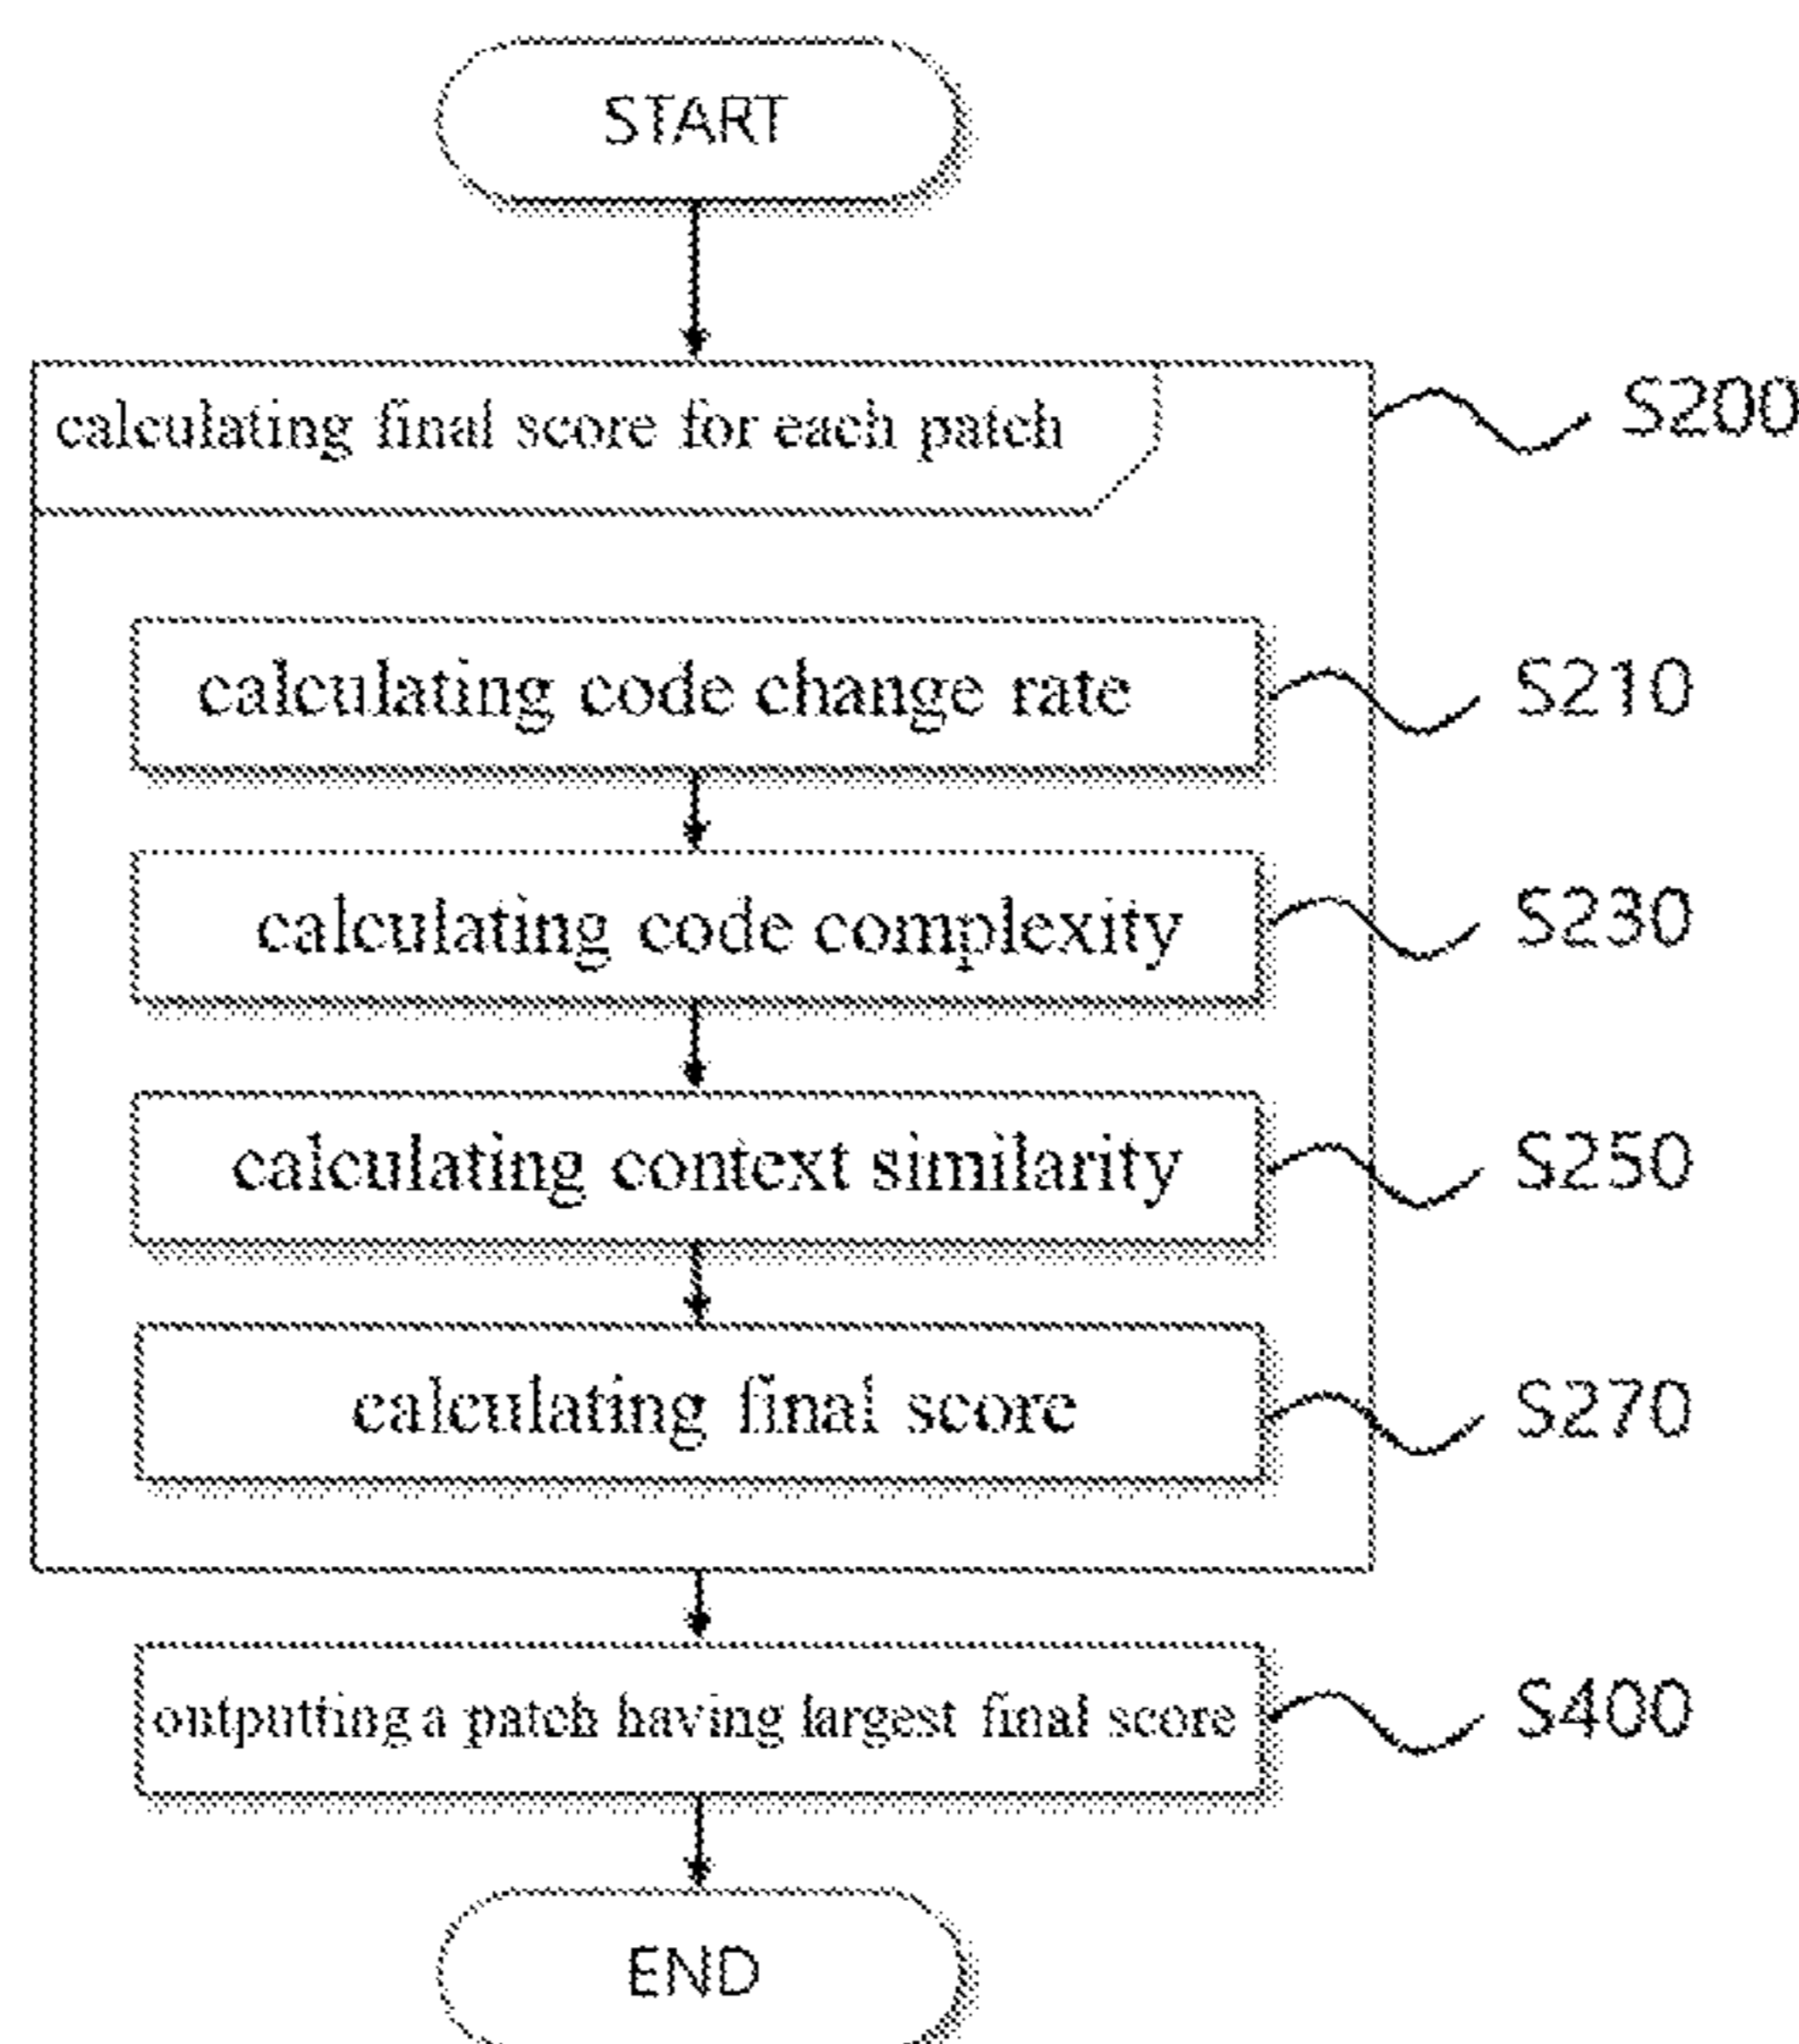 START
calculating final score for each patch
S200
calculating code change rate
S210
calculating code complexity
S230
calculating context similarity
S250
calculating final score
S270
outputting a patch having largest final score
S400
END